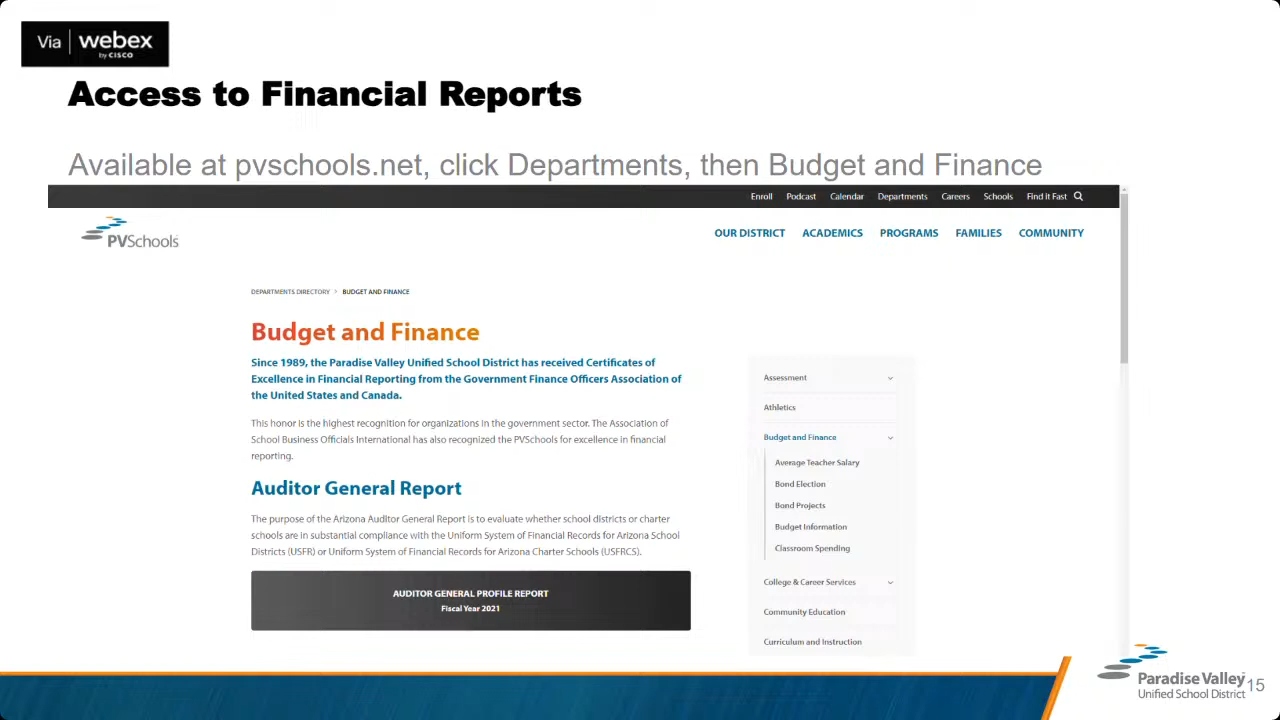 Via | webex
by CISCO
Access to Financial Reports
Available at pvschools.net, click Departments, then Budget and Finance
Enroll Podcast Calendar Departments Careers Schools Find it Fast
PVSchools
OUR DISTRICT ACADEMICS PROGRAMS FAMILIES COMMUNITY
DEPARTMENTS DIRECTORY > BUDGET AND FINANCE
Budget and Finance
Since 1989, the Paradise Valley Unified School District has received Certificates of
Excellence in Financial Reporting from the Government Finance Officers Association of
the United States and Canada.
This honor is the highest recognition for organizations in the government sector. The Association of
School Business Officials International has also recognized the PVSchools for excellence in financial
reporting.
Auditor General Report
The purpose of the Arizona Auditor General Report is to evaluate whether school districts or charter
schools are in substantial compliance with the Uniform System of Financial Records for Arizona School
Districts (USFR) or Uniform System of Financial Records for Arizona Charter Schools (USFRCS).
AUDITOR GENERAL PROFILE REPORT
Fiscal Year 2021
Assessment
Athletics
Budget and Finance
Average Teacher Salary
Bond Election
Bond Projects
Budget Information
Classroom Spending
College & Career Services
Community Education
Curriculum and Instruction
Paradise Valley
Unified School District
15